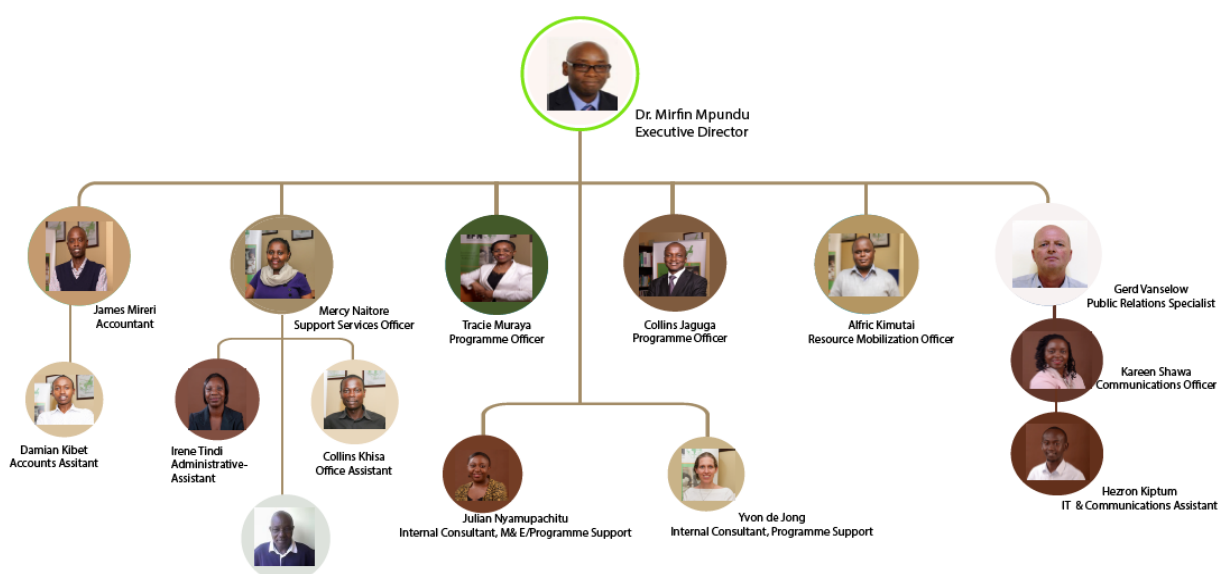 Dr. Mirfin Mpundu
Executive Director
James Mireri
Accountant
Mercy Naitore
Support Services Officer
Tracie Muraya
Programme Officer
Collins Jaguga
Programme Officer
Alfric Kimutai
Resource Mobilization Officer
Gerd Vanselow
Public Relations Specialist
Kareen Shawa
Communications Officer
Damian Kibet
Accounts Assitant
Irene Tindi
Administrative-
Assistant
Collins Khisa
Office Assistant
Julian Nyamupachitu
Internal Consultant, M& E/Programme Support
Yvon de Jong
Internal Consultant, Programme Support
Hezron Kiptum
IT & Communications Assistant